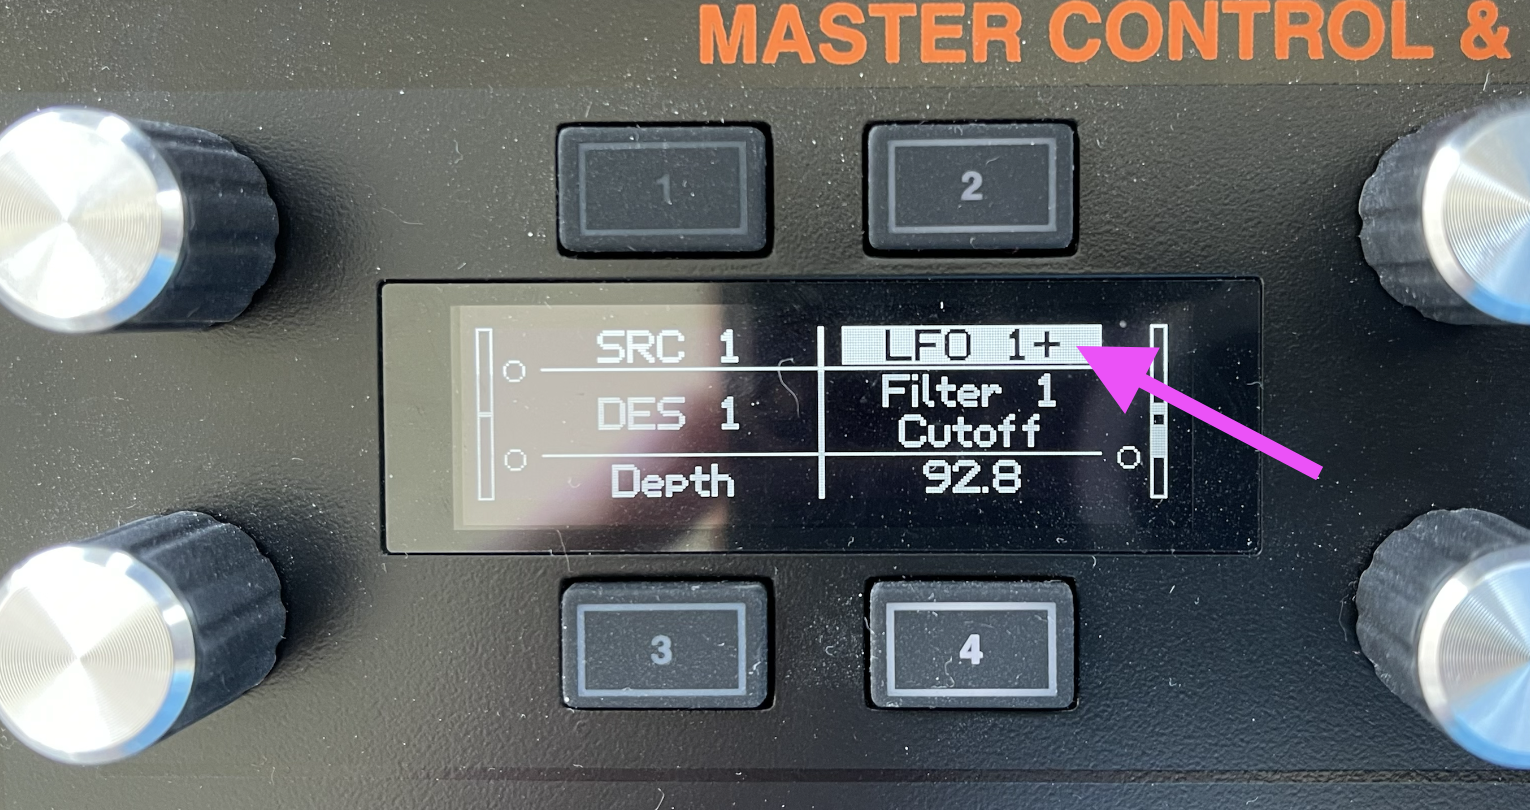 MASTER CONTROL &
1
2
SRC 1
LFO 1+
DES 1
Filter 1
Cutoff
Depth
92.8
3
4